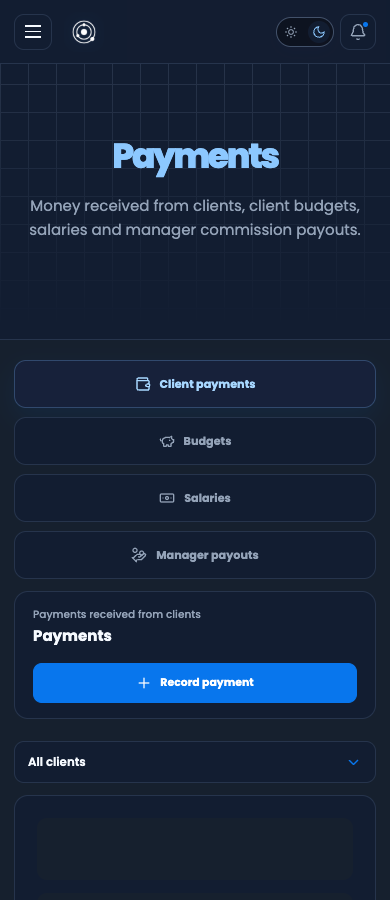 Payments
Money received from clients, client budgets,
salaries and manager commission payouts.
Client payments
Budgets
Salaries
Manager payouts
Payments received from clients
Payments
Record payment
All clients